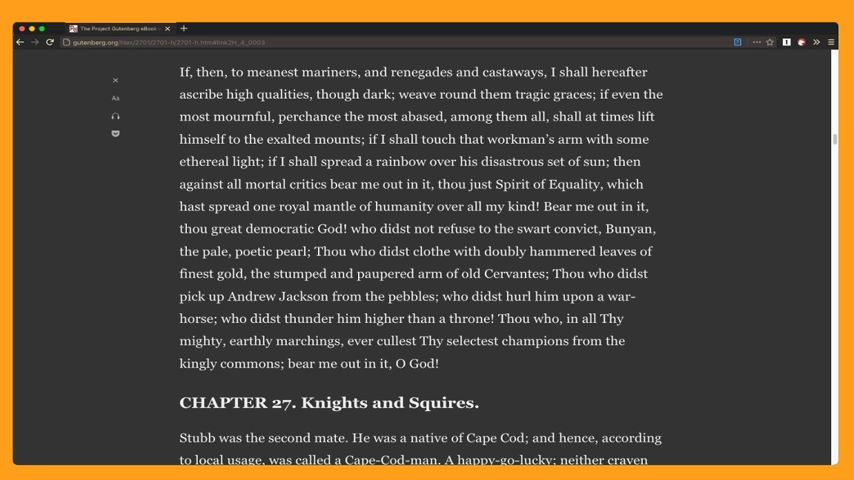 The Project Gutenberg eBook
gutenberg.org/files/2701/2701-h/2701-h.htm#link2H_4_0003
Aa
If, then, to meanest mariners, and renegades and castaways, I shall hereafter
ascribe high qualities, though dark; weave round them tragic graces; if even the
most mournful, perchance the most abased, among them all, shall at times lift
himself to the exalted mounts; if I shall touch that workman’s arm with some
ethereal light; if I shall spread a rainbow over his disastrous set of sun; then
against all mortal critics bear me out in it, thou just Spirit of Equality, which
hast spread one royal mantle of humanity over all my kind! Bear me out in it,
thou great democratic God! who didst not refuse to the swart convict, Bunyan,
the pale, poetic pearl; Thou who didst clothe with doubly hammered leaves of
finest gold, the stumped and paupered arm of old Cervantes; Thou who didst
pick up Andrew Jackson from the pebbles; who didst hurl him upon a war-
horse; who didst thunder him higher than a throne! Thou who, in all Thy
mighty, earthly marchings, ever cullest Thy selectest champions from the
kingly commons; bear me out in it, O God!
CHAPTER 27. Knights and Squires.
Stubb was the second mate. He was a native of Cape Cod; and hence, according
to local usage, was called a Cape-Cod-man. A happy-go-lucky; neither craven